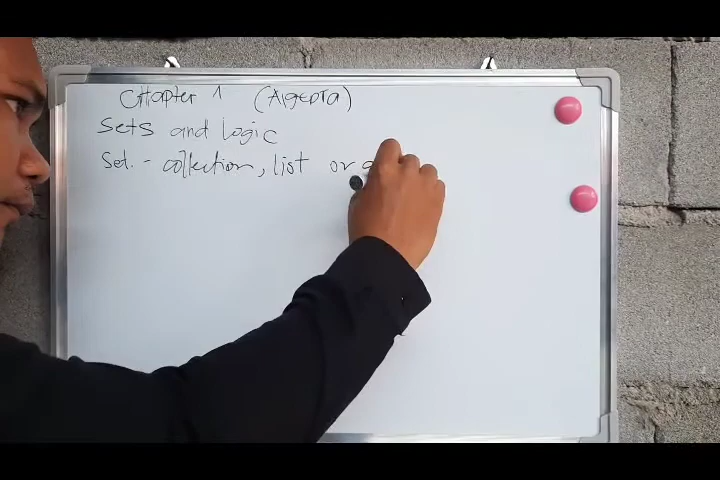 Chapter 1 (Algebra)
Sets and Logic
Set. - collection, list or